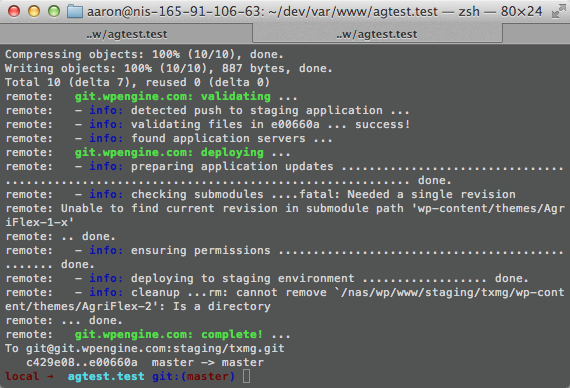 aaron@nis-165-91-106-63: ~/dev/var/www/agtest.test — zsh — 80×24
..w/agtest.test ..w/agtest.test
Compressing objects: 100% (10/10), done.
Writing objects: 100% (10/10), 887 bytes, done.
Total 10 (delta 7), reused 0 (delta 0)
remote:   git.wpengine.com: validating ...
remote:   - info: detected push to staging application ...
remote:   - info: validating files in e00660a ... success!
remote:   - info: found application servers ...
remote:   git.wpengine.com: deploying ...
remote:   - info: preparing application updates ..................................
.............................................................. done.
remote:   - info: checking submodules ....fatal: Needed a single revision
remote: Unable to find current revision in submodule path 'wp-content/themes/Agr
iFlex-1-x'
remote: .. done.
remote:   - info: ensuring permissions ...........................................
....... done.
remote:   - info: deploying to staging environment ................. done.
remote:   - info: cleanup ...rm: cannot remove `/nas/wp/www/staging/txmg/wp-cont
ent/themes/AgriFlex-2': Is a directory
remote: ... done.
remote:   git.wpengine.com: complete! ...
To git@git.wpengine.com:staging/txmg.git
   c429e08..e00660a  master -> master
local → agtest.test git:(master)